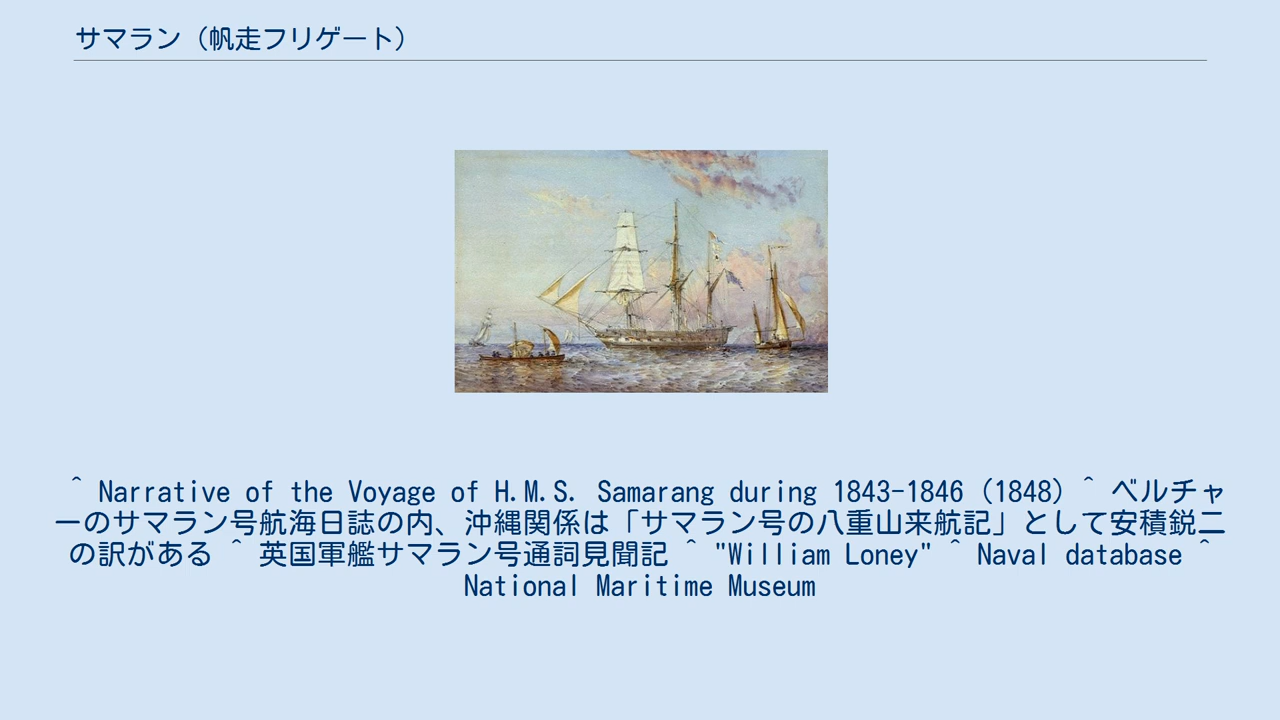 サマラン（帆走フリゲート）
^ Narrative of the Voyage of H.M.S. Samarang during 1843-1846 (1848) ^ ベルチャ
ーのサマラン号航海日誌の内、沖縄関係は「サマラン号の八重山来航記」として安積鋭二
の訳がある ^ 英国軍艦サマラン号通詞見聞記 ^ "William Loney" ^ Naval database ^
National Maritime Museum